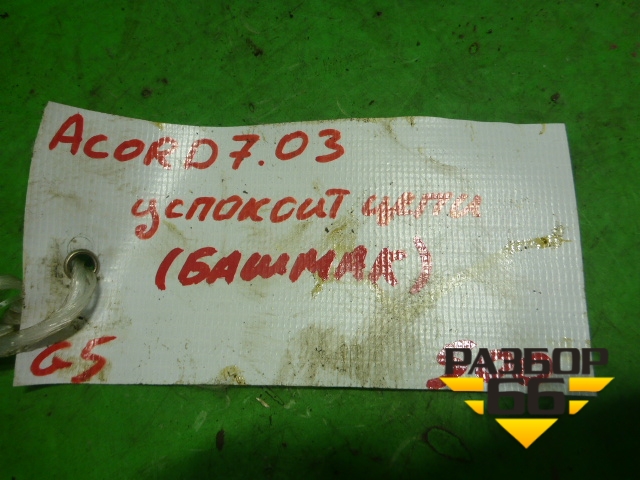 ACORD 7.03
успокоит цепи
(БАШМАК)
G5
РАЗБОР
66